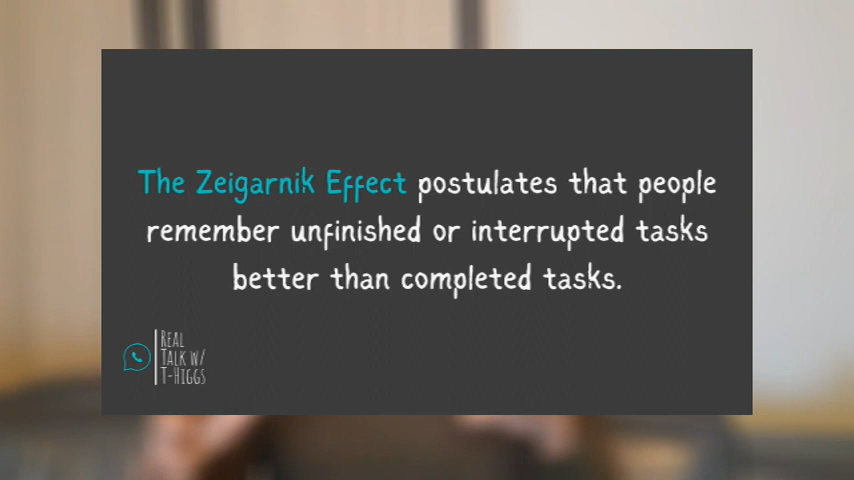 The Zeigarnik Effect postulates that people
remember unfinished or interrupted tasks
better than completed tasks.
REAL
TALK W/
T-HIGGS